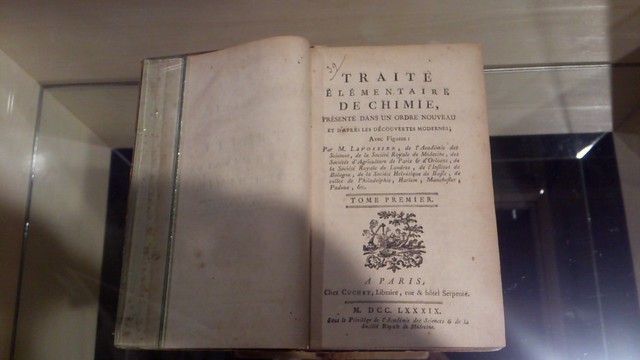 39
TRAITÉ
ÉLÉMENTAIRE
DE CHIMIE,
PRÉSENTÉ DANS UN ORDRE NOUVEAU
ET D'APRÈS LES DÉCOUVERTES MODERNES;
Avec Figures:
Par M. LAVOISIER, de l'Académie des
Sciences, de la Société Royale de Médecine, des
Sociétés d'Agriculture de Paris & d'Orléans, de
la Société Royale de Londres, de l'Institut de
Bologne, de la Société Helvétique de Basle, de
celles de Philadelphie, Harlem, Manchester,
Padoue, &c.
TOME PREMIER.
A PARIS,
Chez CUCHET, Libraire, rue & hôtel Serpente.
M. DCC. LXXXIX.
Sous le Privilège de l'Académie des Sciences & de la
Société Royale de Médecine.